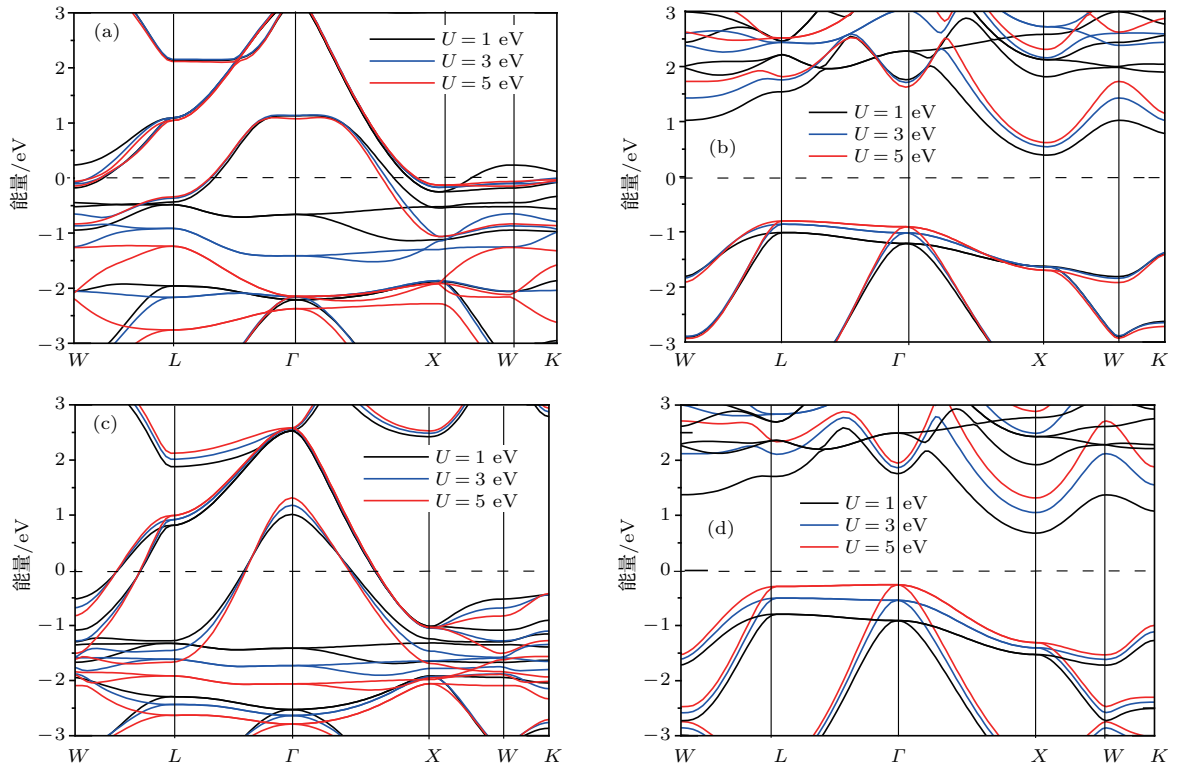 (a)
U = 1 eV
U = 3 eV
U = 5 eV
能量/eV
3
2
1
0
−1
−2
−3
W L Γ X W K
(b)
U = 1 eV
U = 3 eV
U = 5 eV
能量/eV
3
2
1
0
−1
−2
−3
W L Γ X W K
(c)
U = 1 eV
U = 3 eV
U = 5 eV
能量/eV
3
2
1
0
−1
−2
−3
W L Γ X W K
(d)
U = 1 eV
U = 3 eV
U = 5 eV
能量/eV
3
2
1
0
−1
−2
−3
W L Γ X W K